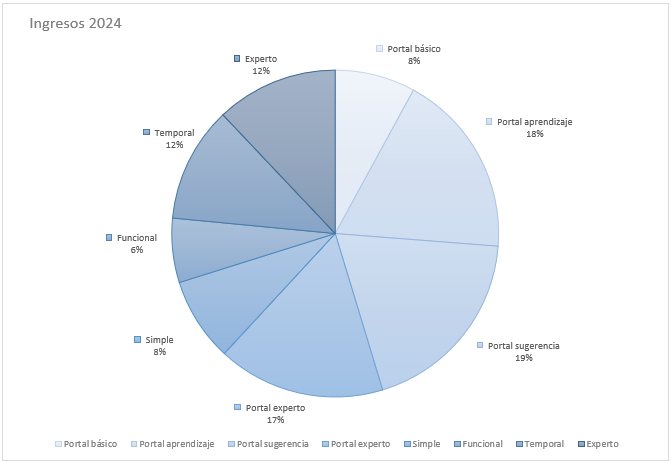 Ingresos 2024
Portal básico
8%
Portal aprendizaje
18%
Portal sugerencia
19%
Portal experto
17%
Simple
8%
Funcional
6%
Temporal
12%
Experto
12%
Portal básico Portal aprendizaje Portal sugerencia Portal experto Simple Funcional Temporal Experto